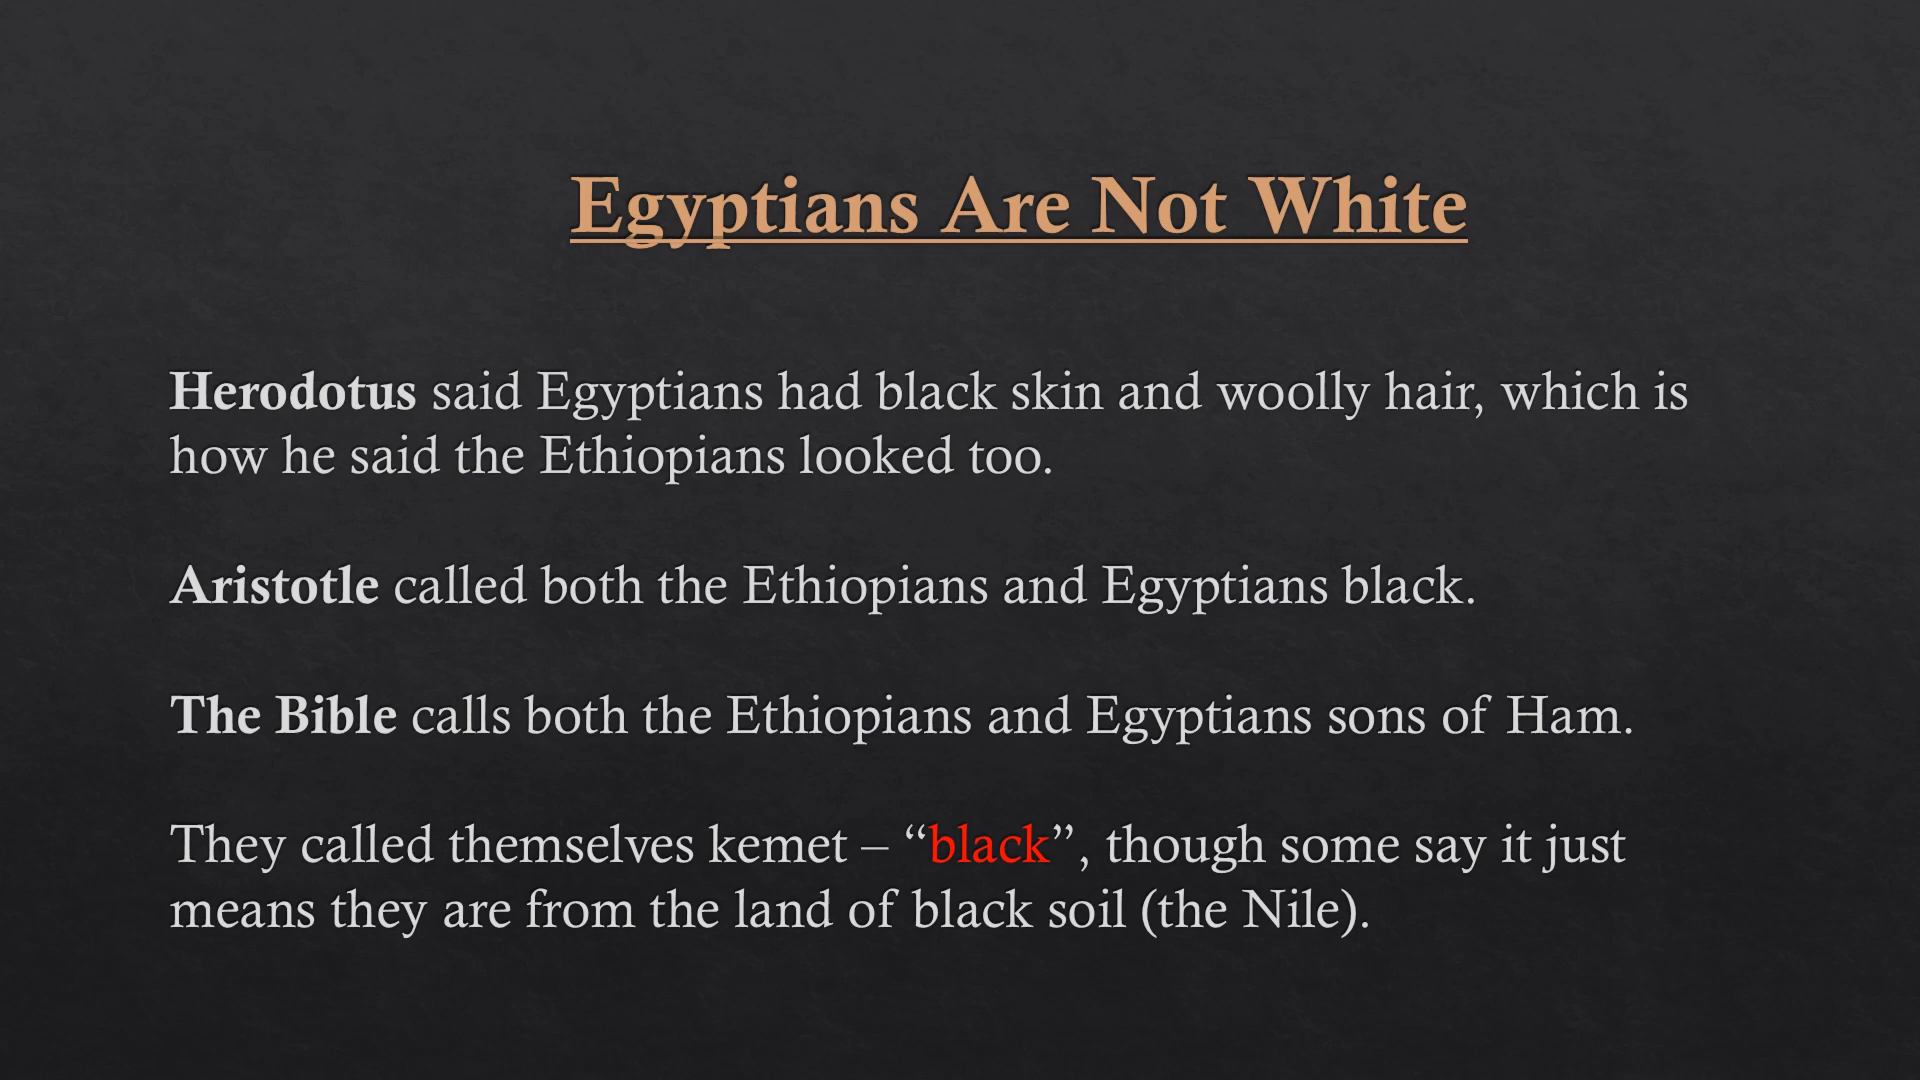 Egyptians Are Not White
Herodotus said Egyptians had black skin and woolly hair, which is
how he said the Ethiopians looked too.
Aristotle called both the Ethiopians and Egyptians black.
The Bible calls both the Ethiopians and Egyptians sons of Ham.
They called themselves kemet – “black”, though some say it just
means they are from the land of black soil (the Nile).